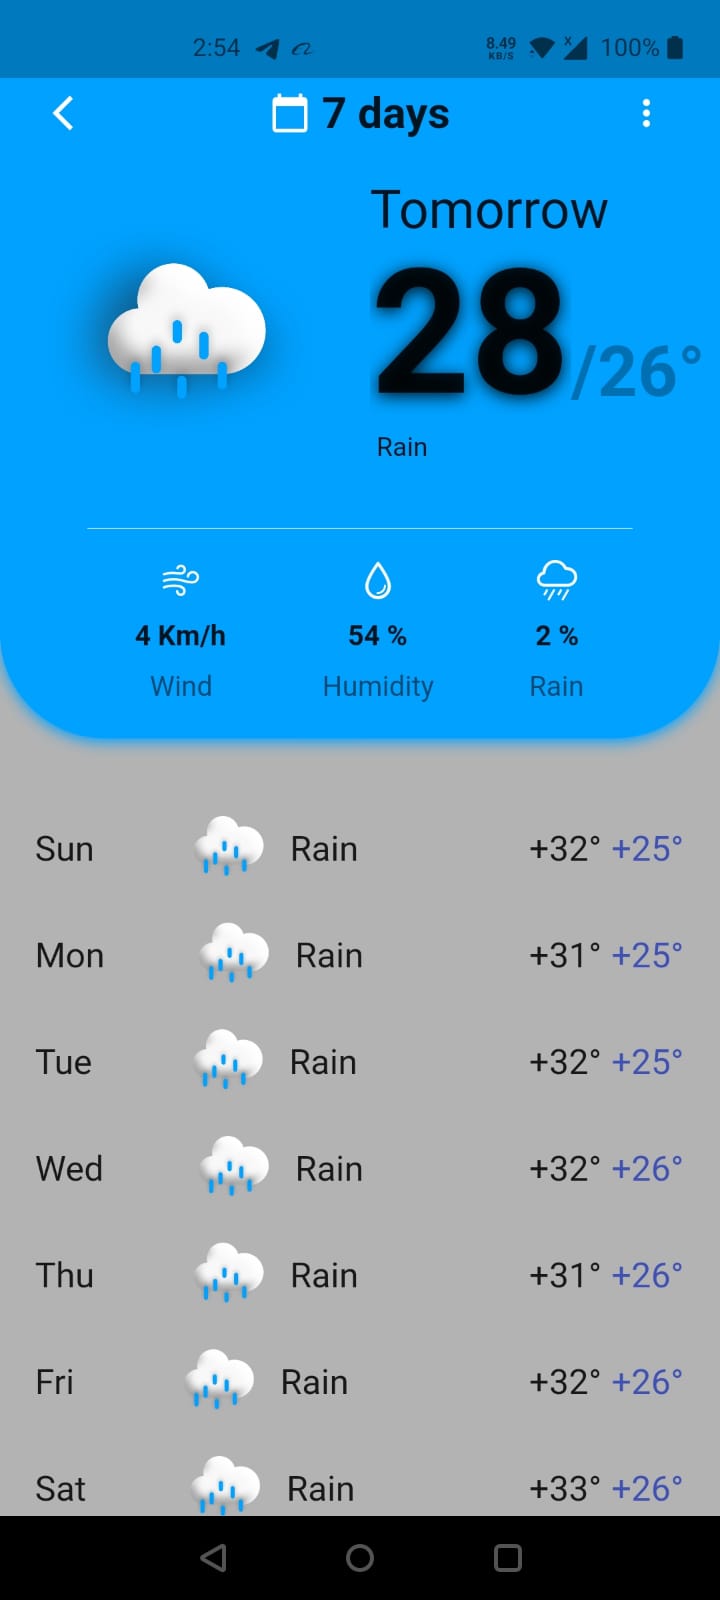 2:54 8.49 KB/S X 100%
7 days
Tomorrow
28/26°
Rain
4 Km/h 54 % 2 %
Wind Humidity Rain
Sun Rain +32° +25°
Mon Rain +31° +25°
Tue Rain +32° +25°
Wed Rain +32° +26°
Thu Rain +31° +26°
Fri Rain +32° +26°
Sat Rain +33° +26°